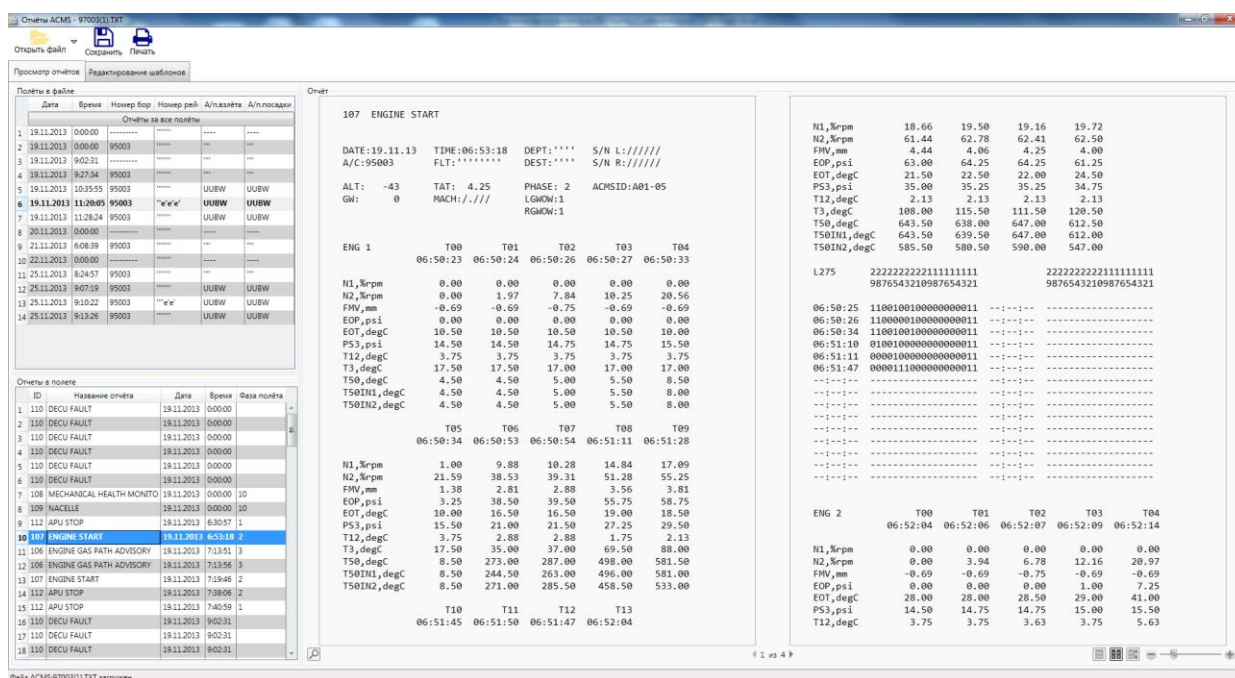 Отчёты ACMS - 97003(1).TXT
Открыть файл Сохранить Печать
Просмотр отчётов Редактирование шаблонов
Полёты в файле
Дата Время Номер бор Номер рей А/п.взлёта А/п.посадки
Отчёты за все полёты
1 19.11.2013 0:00:00 --------- ''''''' ---- ----
2 19.11.2013 0:00:00 95003 ''''''' ---- ----
3 19.11.2013 9:02:31 --------- ''''''' ''' '''
4 19.11.2013 9:27:34 95003 ''''''' ''' '''
5 19.11.2013 10:35:55 95003 ''''''' UUBW UUBW
6 19.11.2013 11:20:05 95003 ''e'e'e' UUBW UUBW
7 19.11.2013 11:28:24 95003 ''''''' UUBW UUBW
8 20.11.2013 0:00:00 --------- ''''''' ---- ----
9 21.11.2013 6:08:39 95003 ''''''' ''' '''
10 22.11.2013 0:00:00 --------- ''''''' ---- ----
11 25.11.2013 8:24:57 95003 ''''''' ''' '''
12 25.11.2013 9:07:19 95003 ''''''' UUBW UUBW
13 25.11.2013 9:10:22 95003 ''''e'e' UUBW UUBW
14 25.11.2013 9:13:26 95003 ''''''' UUBW UUBW
Отчеты в полете
ID Название отчёта Дата Время Фаза полёта
1 110 DECU FAULT 19.11.2013 0:00:00
2 110 DECU FAULT 19.11.2013 0:00:00
3 110 DECU FAULT 19.11.2013 0:00:00
4 110 DECU FAULT 19.11.2013 0:00:00
5 110 DECU FAULT 19.11.2013 0:00:00
6 110 DECU FAULT 19.11.2013 0:00:00
7 108 MECHANICAL HEALTH MONITO 19.11.2013 0:00:00 10
8 109 NACELLE 19.11.2013 0:00:00 10
9 112 APU STOP 19.11.2013 6:30:57 1
10 107 ENGINE START 19.11.2013 6:53:18 2
11 106 ENGINE GAS PATH ADVISORY 19.11.2013 7:13:51 3
12 106 ENGINE GAS PATH ADVISORY 19.11.2013 7:13:56 3
13 107 ENGINE START 19.11.2013 7:19:46 2
14 112 APU STOP 19.11.2013 7:38:06 2
15 112 APU STOP 19.11.2013 7:40:59 1
16 110 DECU FAULT 19.11.2013 9:02:31
17 110 DECU FAULT 19.11.2013 9:02:31
18 110 DECU FAULT 19.11.2013 9:02:31
Отчёт
107 ENGINE START
DATE:19.11.13 TIME:06:53:18 DEPT:'''' S/N L://////
A/C:95003 FLT:'''''''' DEST:'''' S/N R://////
ALT: -43 TAT: 4.25 PHASE: 2 ACMSID:A01-05
GW: 0 MACH:/./// LGWOW:1
RGWOW:1
ENG 1 T00 T01 T02 T03 T04
06:50:23 06:50:24 06:50:26 06:50:27 06:50:33
N1,%rpm 0.00 0.00 0.00 0.00 0.00
N2,%rpm 0.00 1.97 7.84 10.25 20.56
FMV,mm -0.69 -0.69 -0.75 -0.69 -0.69
EOP,psi 0.00 0.00 0.00 0.00 0.00
EOT,degC 10.50 10.50 10.50 10.50 10.00
PS3,psi 14.50 14.50 14.75 14.75 15.50
T12,degC 3.75 3.75 3.75 3.75 3.75
T3,degC 17.50 17.50 17.00 17.00 17.00
T50,degC 4.50 4.50 5.00 5.50 8.50
T50IN1,degC 4.50 4.50 5.00 5.50 8.00
T50IN2,degC 4.50 4.50 5.00 5.50 8.00
T05 T06 T07 T08 T09
06:50:34 06:50:53 06:50:54 06:51:11 06:51:28
N1,%rpm 1.00 9.88 10.28 14.84 17.09
N2,%rpm 21.59 38.53 39.31 51.28 55.25
FMV,mm 1.38 2.81 2.88 3.56 3.81
EOP,psi 3.25 38.50 39.50 55.75 58.75
EOT,degC 10.00 16.50 16.50 19.00 18.50
PS3,psi 15.50 21.00 21.50 27.25 29.50
T12,degC 3.75 2.88 2.88 1.75 2.13
T3,degC 17.50 35.00 37.00 69.50 88.00
T50,degC 8.50 273.00 287.00 498.00 581.50
T50IN1,degC 8.50 244.50 263.00 496.00 581.00
T50IN2,degC 8.50 271.00 285.50 458.50 533.00
T10 T11 T12 T13
06:51:45 06:51:50 06:51:47 06:52:04
N1,%rpm 18.66 19.50 19.16 19.72
N2,%rpm 61.44 62.78 62.41 62.50
FMV,mm 4.44 4.06 4.25 4.00
EOP,psi 63.00 64.25 64.25 61.25
EOT,degC 21.50 22.50 22.00 24.50
PS3,psi 35.00 35.25 35.25 34.75
T12,degC 2.13 2.13 2.13 2.13
T3,degC 108.00 115.50 111.50 120.50
T50,degC 643.50 638.00 647.00 612.50
T50IN1,degC 643.50 639.50 647.00 612.00
T50IN2,degC 585.50 580.50 590.00 547.00
L275 2222222222111111111 2222222222111111111
9876543210987654321 9876543210987654321
06:50:25 1100100100000000011 --:--:-- -------------------
06:50:26 1100000100000000011 --:--:-- -------------------
06:50:34 1100100100000000011 --:--:-- -------------------
06:51:10 0100100000000000011 --:--:-- -------------------
06:51:11 0000100000000000011 --:--:-- -------------------
06:51:47 0000111000000000011 --:--:-- -------------------
--:--:-- ------------------- --:--:-- -------------------
--:--:-- ------------------- --:--:-- -------------------
--:--:-- ------------------- --:--:-- -------------------
--:--:-- ------------------- --:--:-- -------------------
--:--:-- ------------------- --:--:-- -------------------
--:--:-- ------------------- --:--:-- -------------------
--:--:-- ------------------- --:--:-- -------------------
--:--:-- ------------------- --:--:-- -------------------
--:--:-- ------------------- --:--:-- -------------------
ENG 2 T00 T01 T02 T03 T04
06:52:04 06:52:06 06:52:07 06:52:09 06:52:14
N1,%rpm 0.00 0.00 0.00 0.00 0.00
N2,%rpm 0.00 3.94 6.78 12.16 20.97
FMV,mm -0.69 -0.69 -0.75 -0.69 -0.69
EOP,psi 0.00 0.00 0.00 1.00 7.25
EOT,degC 28.00 28.00 28.50 29.00 41.00
PS3,psi 14.50 14.75 14.75 15.00 15.50
T12,degC 3.75 3.75 3.63 3.75 5.63
1 из 4
Файл ACMS:97003(1).TXT загружен